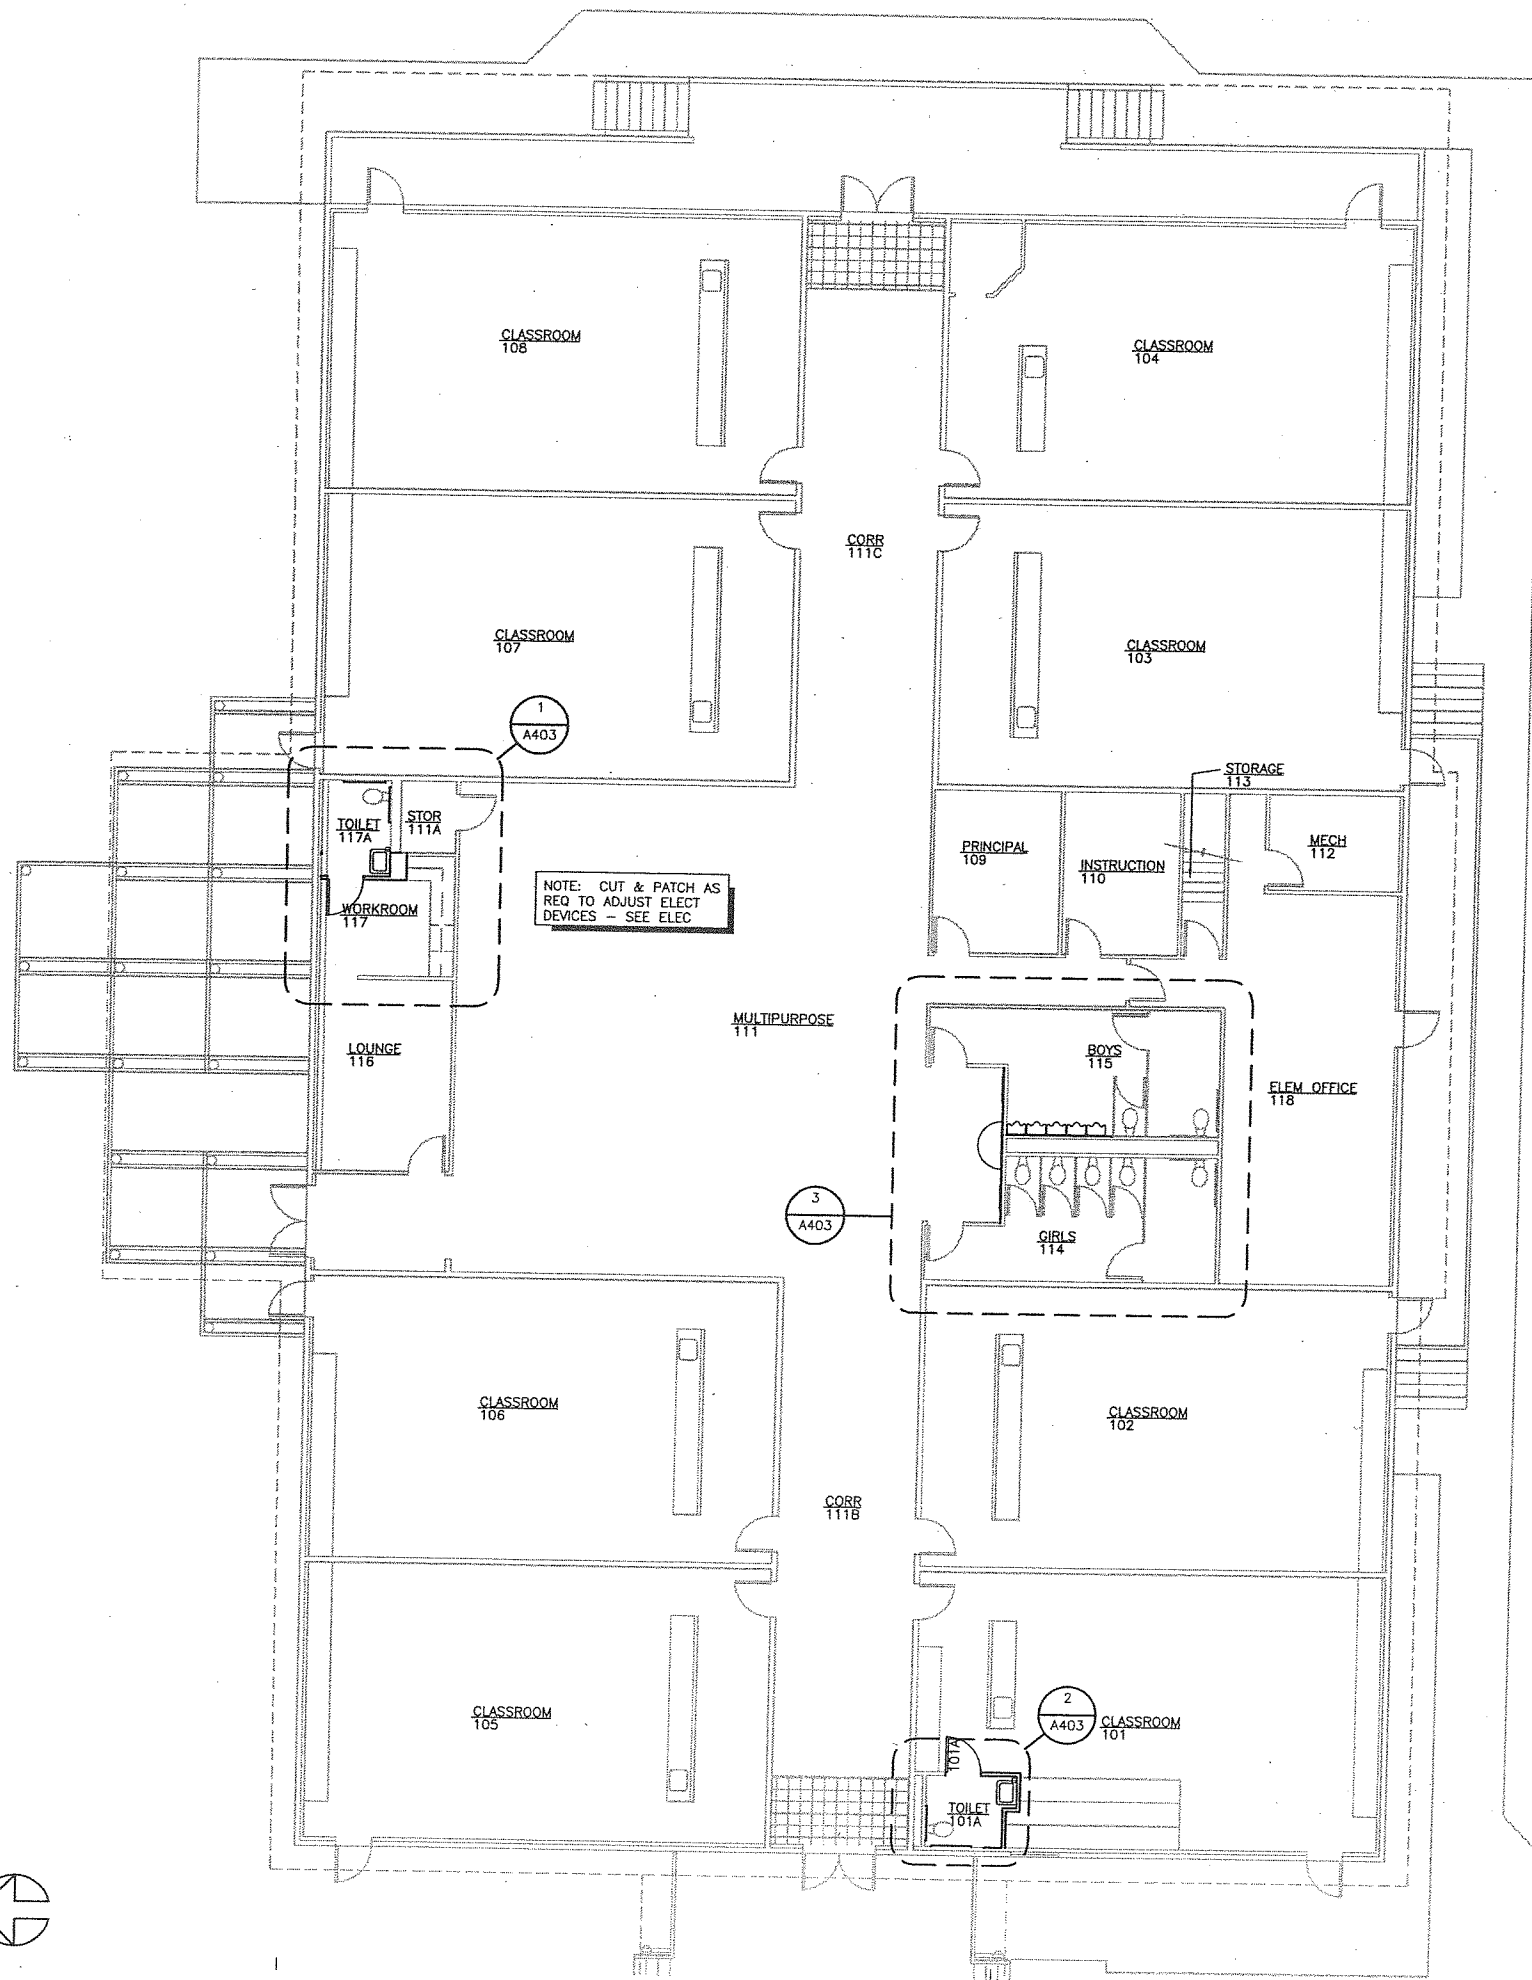 CLASSROOM
108
CLASSROOM
104
CORR
111C
CLASSROOM
107
CLASSROOM
103
1
A403
STORAGE
113
TOILET
117A
STOR
111A
PRINCIPAL
109
INSTRUCTION
110
MECH
112
NOTE: CUT & PATCH AS
REQ TO ADJUST ELECT
DEVICES – SEE ELEC
WORKROOM
117
MULTIPURPOSE
111
LOUNGE
116
BOYS
115
ELEM OFFICE
118
3
A403
GIRLS
114
CLASSROOM
106
CLASSROOM
102
CORR
111B
CLASSROOM
105
2
A403
CLASSROOM
101
101A
TOILET
101A